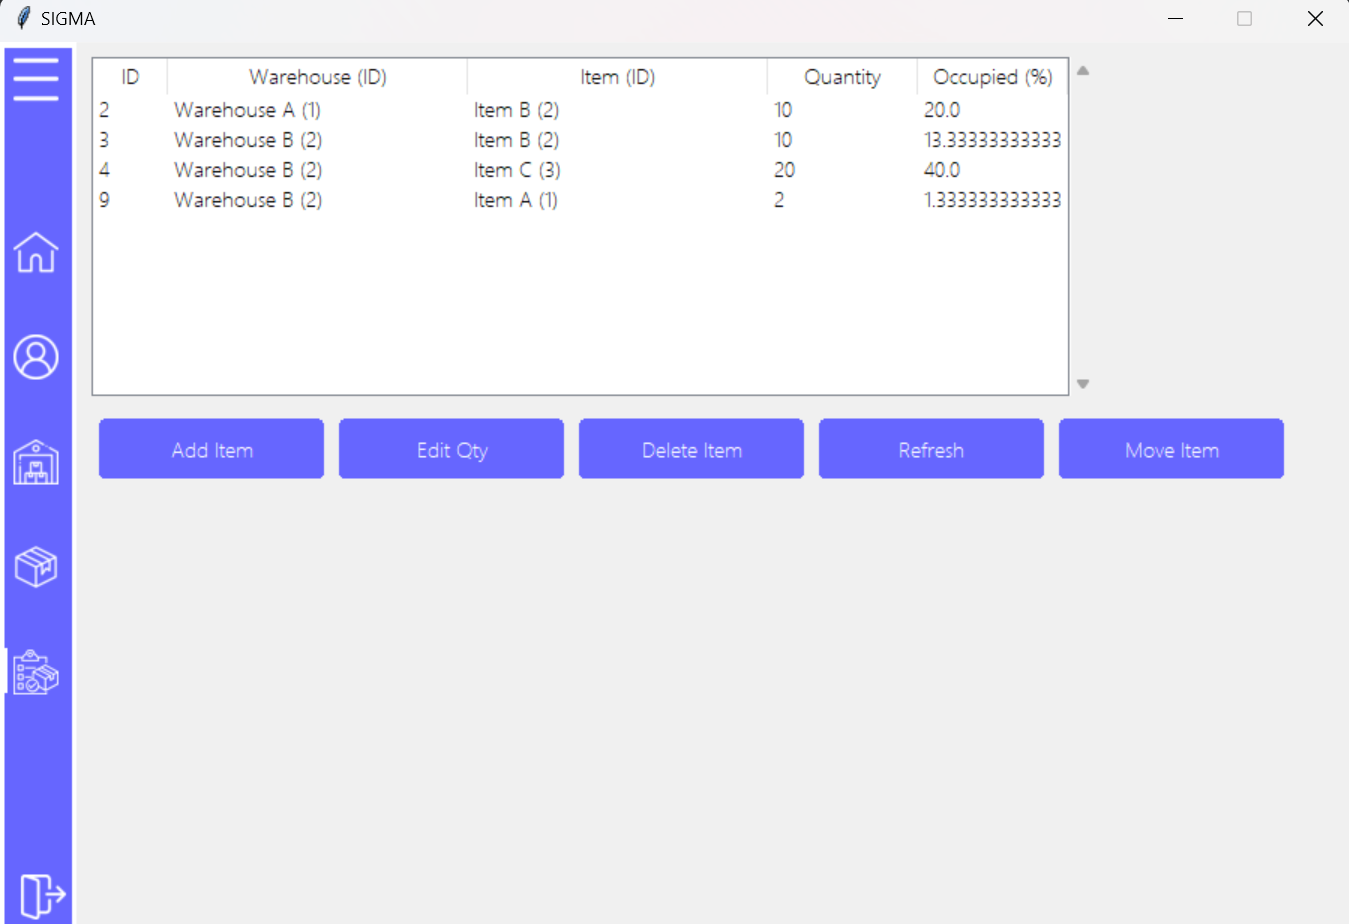 SIGMA
ID Warehouse (ID) Item (ID) Quantity Occupied (%)
2 Warehouse A (1) Item B (2) 10 20.0
3 Warehouse B (2) Item B (2) 10 13.33333333333
4 Warehouse B (2) Item C (3) 20 40.0
9 Warehouse B (2) Item A (1) 2 1.333333333333
Add Item Edit Qty Delete Item Refresh Move Item